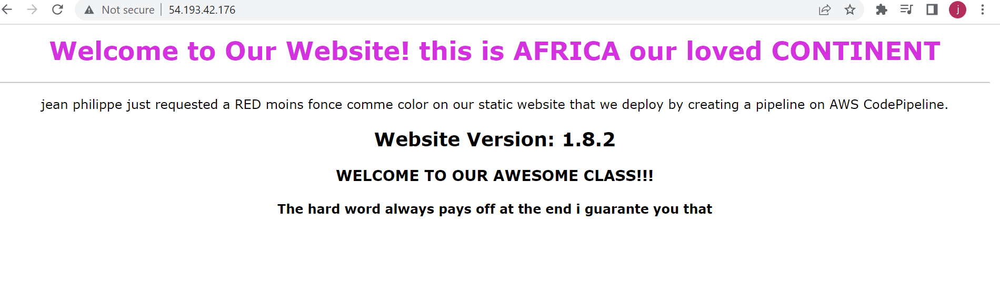 Not secure 54.193.42.176
j
Welcome to Our Website! this is AFRICA our loved CONTINENT
jean philippe just requested a RED moins fonce comme color on our static website that we deploy by creating a pipeline on AWS CodePipeline.
Website Version: 1.8.2
WELCOME TO OUR AWESOME CLASS!!!
The hard word always pays off at the end i guarante you that